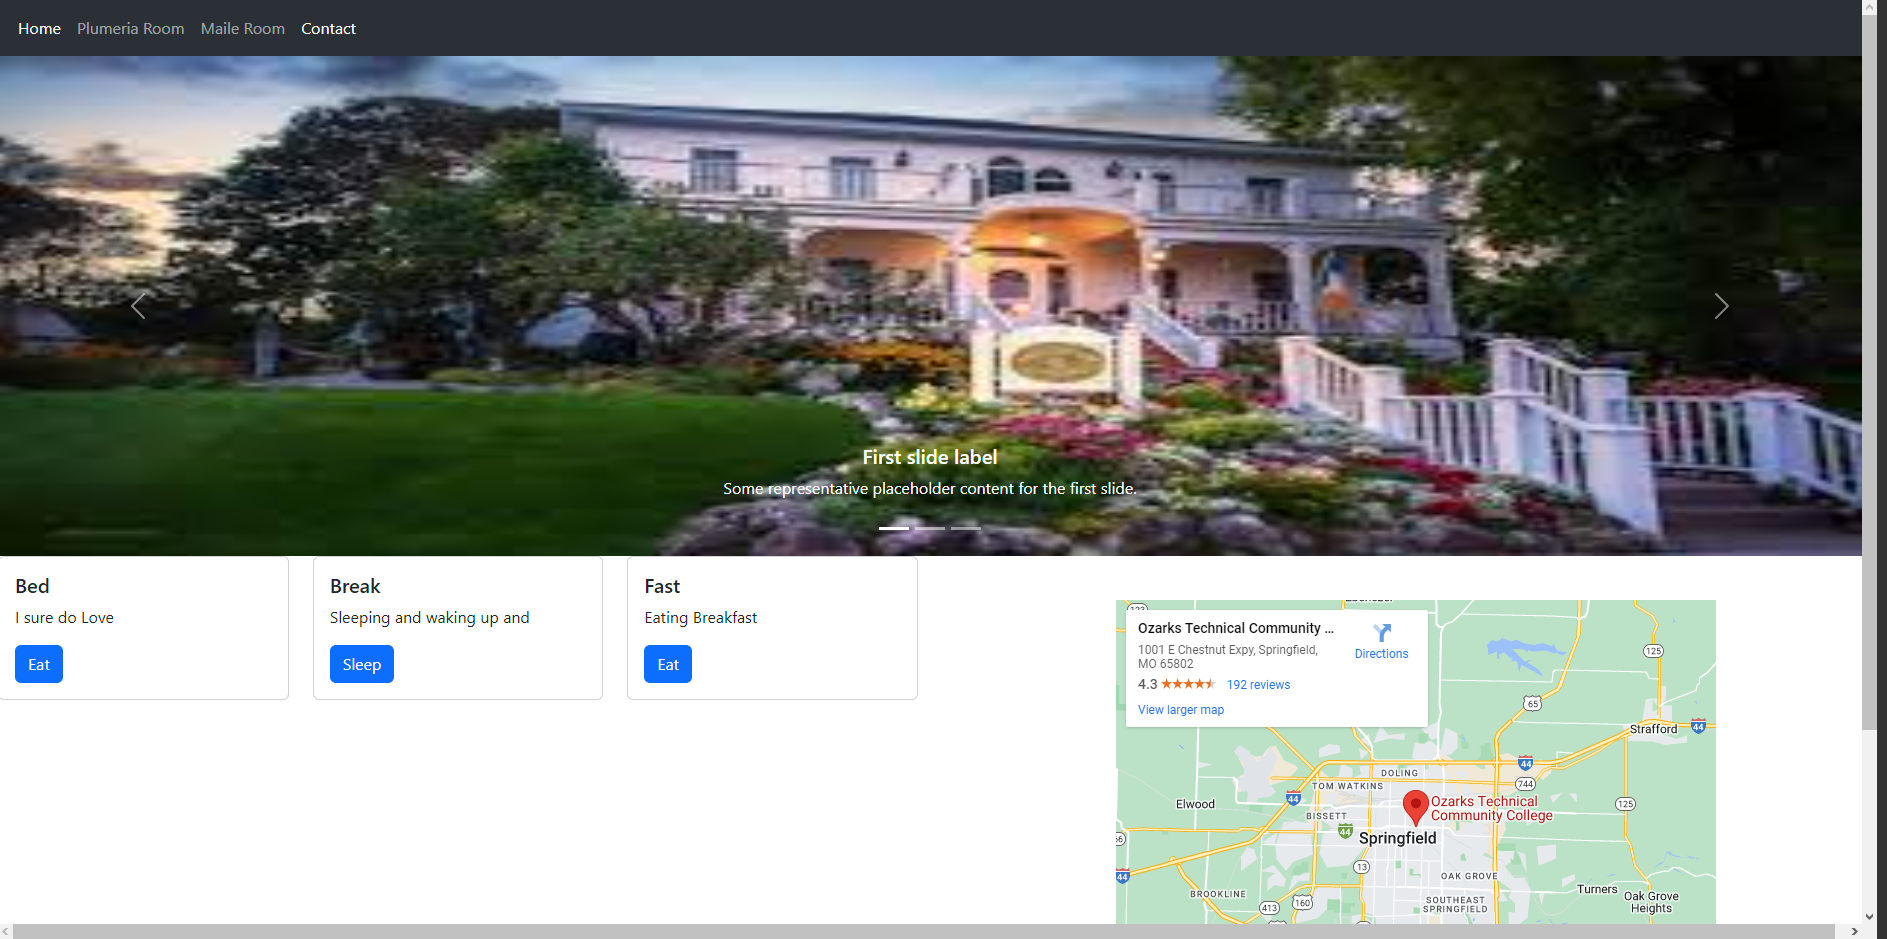 Home Plumeria Room Maile Room Contact
First slide label
Some representative placeholder content for the first slide.
Bed
I sure do Love
Eat
Break
Sleeping and waking up and
Sleep
Fast
Eating Breakfast
Eat
Ozarks Technical Community ...
1001 E Chestnut Expy, Springfield,
MO 65802
4.3 192 reviews
View larger map
Directions
125
65
Strafford
44
44
744
DOLING
TOM WATKINS
44
Elwood
125
BISSETT
Ozarks Technical
Community College
44
Springfield
13
44
OAK GROVE
BROOKLINE
Turners
Oak Grove
Heights
160
413
SOUTHEAST
SPRINGFIELD